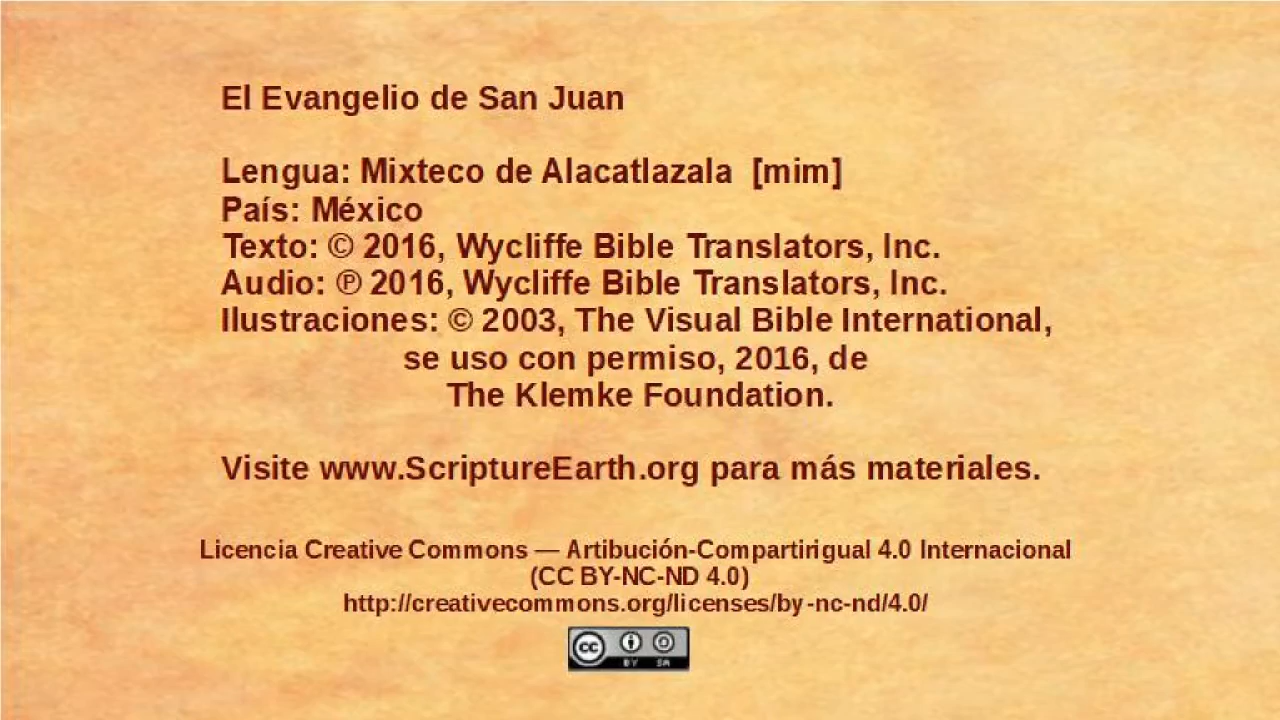 El Evangelio de San Juan
Lengua: Mixteco de Alacatlazala [mim]
País: México
Texto: © 2016, Wycliffe Bible Translators, Inc.
Audio: ℗ 2016, Wycliffe Bible Translators, Inc.
Ilustraciones: © 2003, The Visual Bible International,
se uso con permiso, 2016, de
The Klemke Foundation.
Visite www.ScriptureEarth.org para más materiales.
Licencia Creative Commons — Artibución-Compartirigual 4.0 Internacional
(CC BY-NC-ND 4.0)
http://creativecommons.org/licenses/by-nc-nd/4.0/
cc
BY SA